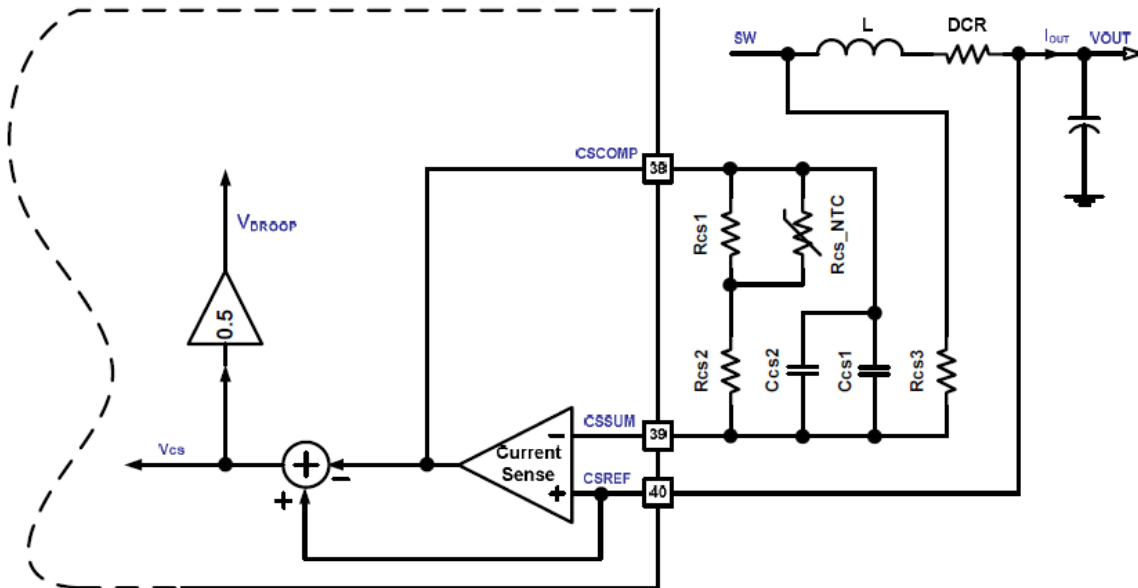 SW
L
DCR
IOUT
VOUT
CSCOMP
38
VDROOP
0.5
Rcs1
Rcs_NTC
Rcs2
Ccs2
Ccs1
Rcs3
CSSUM
39
Current
Sense
CSREF
40
Vcs
+
−
+
−
+